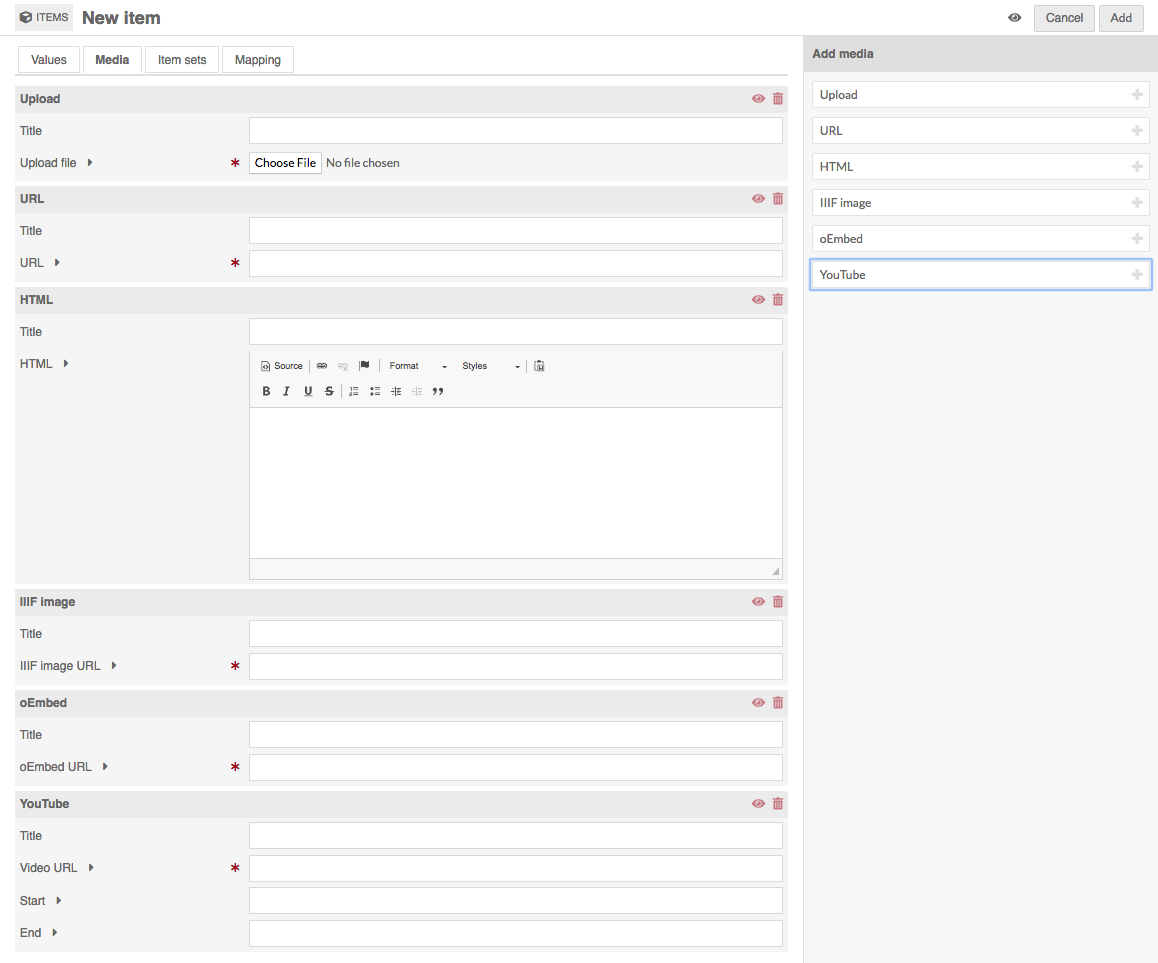 ITEMS New item Cancel Add
Values Media Item sets Mapping
Upload
Title
Upload file * Choose File No file chosen
URL
Title
URL *
HTML
Title
HTML
Source Format Styles
B I U S
IIIF image
Title
IIIF image URL *
oEmbed
Title
oEmbed URL *
YouTube
Title
Video URL *
Start
End
Add media
Upload
URL
HTML
IIIF image
oEmbed
YouTube